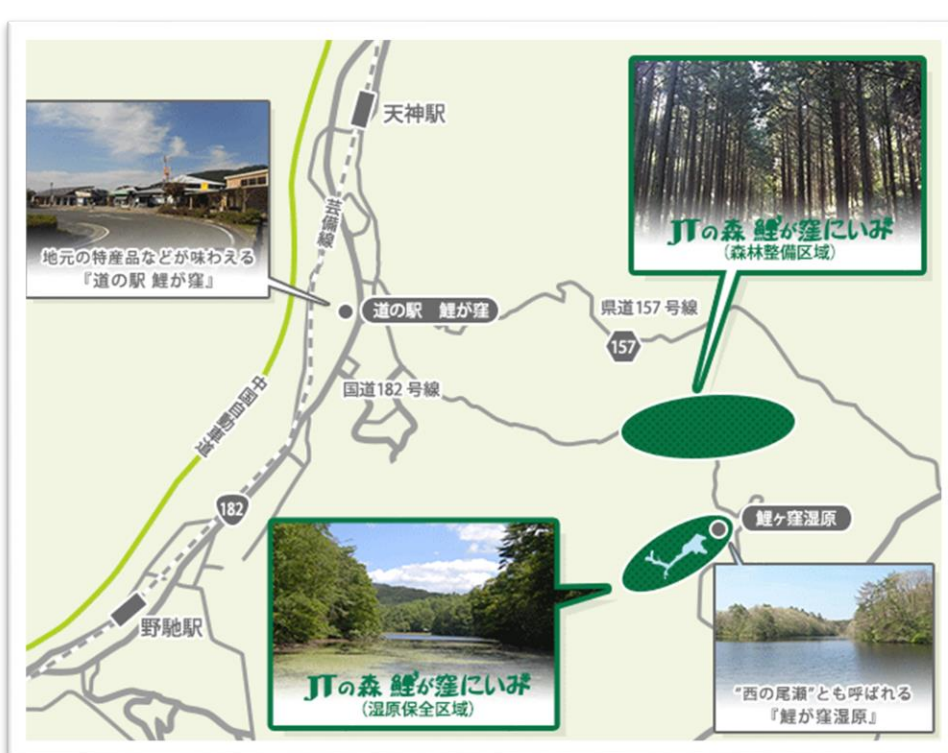 天神駅
芸備線
地元の特産品などが味わえる
『道の駅 鯉が窪』
道の駅 鯉が窪
JTの森 鯉が窪にいみ
(森林整備区域)
県道157号線
157
国道182号線
中国自動車道
182
野馳駅
鯉ヶ窪湿原
JTの森 鯉が窪にいみ
(湿原保全区域)
“西の尾瀬”とも呼ばれる
『鯉が窪湿原』